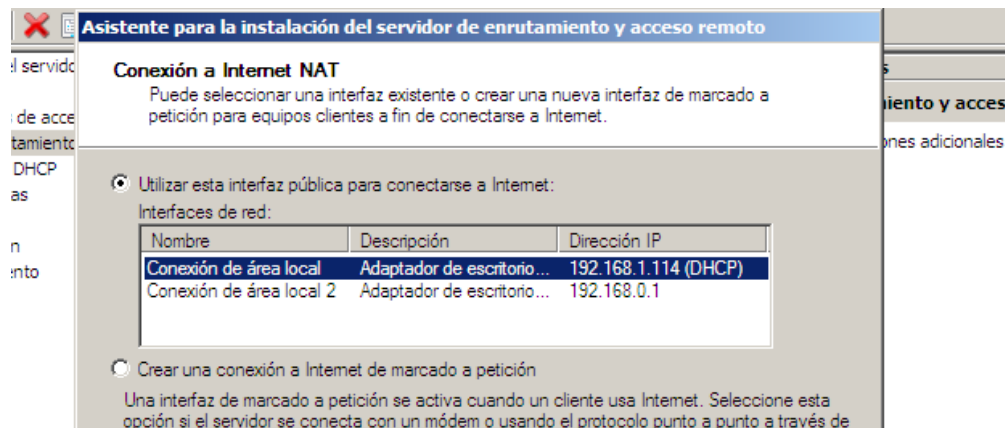 Asistente para la instalación del servidor de enrutamiento y acceso remoto
Conexión a Internet NAT
Puede seleccionar una interfaz existente o crear una nueva interfaz de marcado a
petición para equipos clientes a fin de conectarse a Internet.
de acce
DHCP
as
n
ento
s
iento y acces
ones adicionales
Utilizar esta interfaz pública para conectarse a Internet:
Interfaces de red:
Nombre Descripción Dirección IP
Conexión de área local Adaptador de escritorio... 192.168.1.114 (DHCP)
Conexión de área local 2 Adaptador de escritorio... 192.168.0.1
Crear una conexión a Internet de marcado a petición
Una interfaz de marcado a petición se activa cuando un cliente usa Internet. Seleccione esta
opción si el servidor se conecta con un módem o usando el protocolo punto a punto a través de